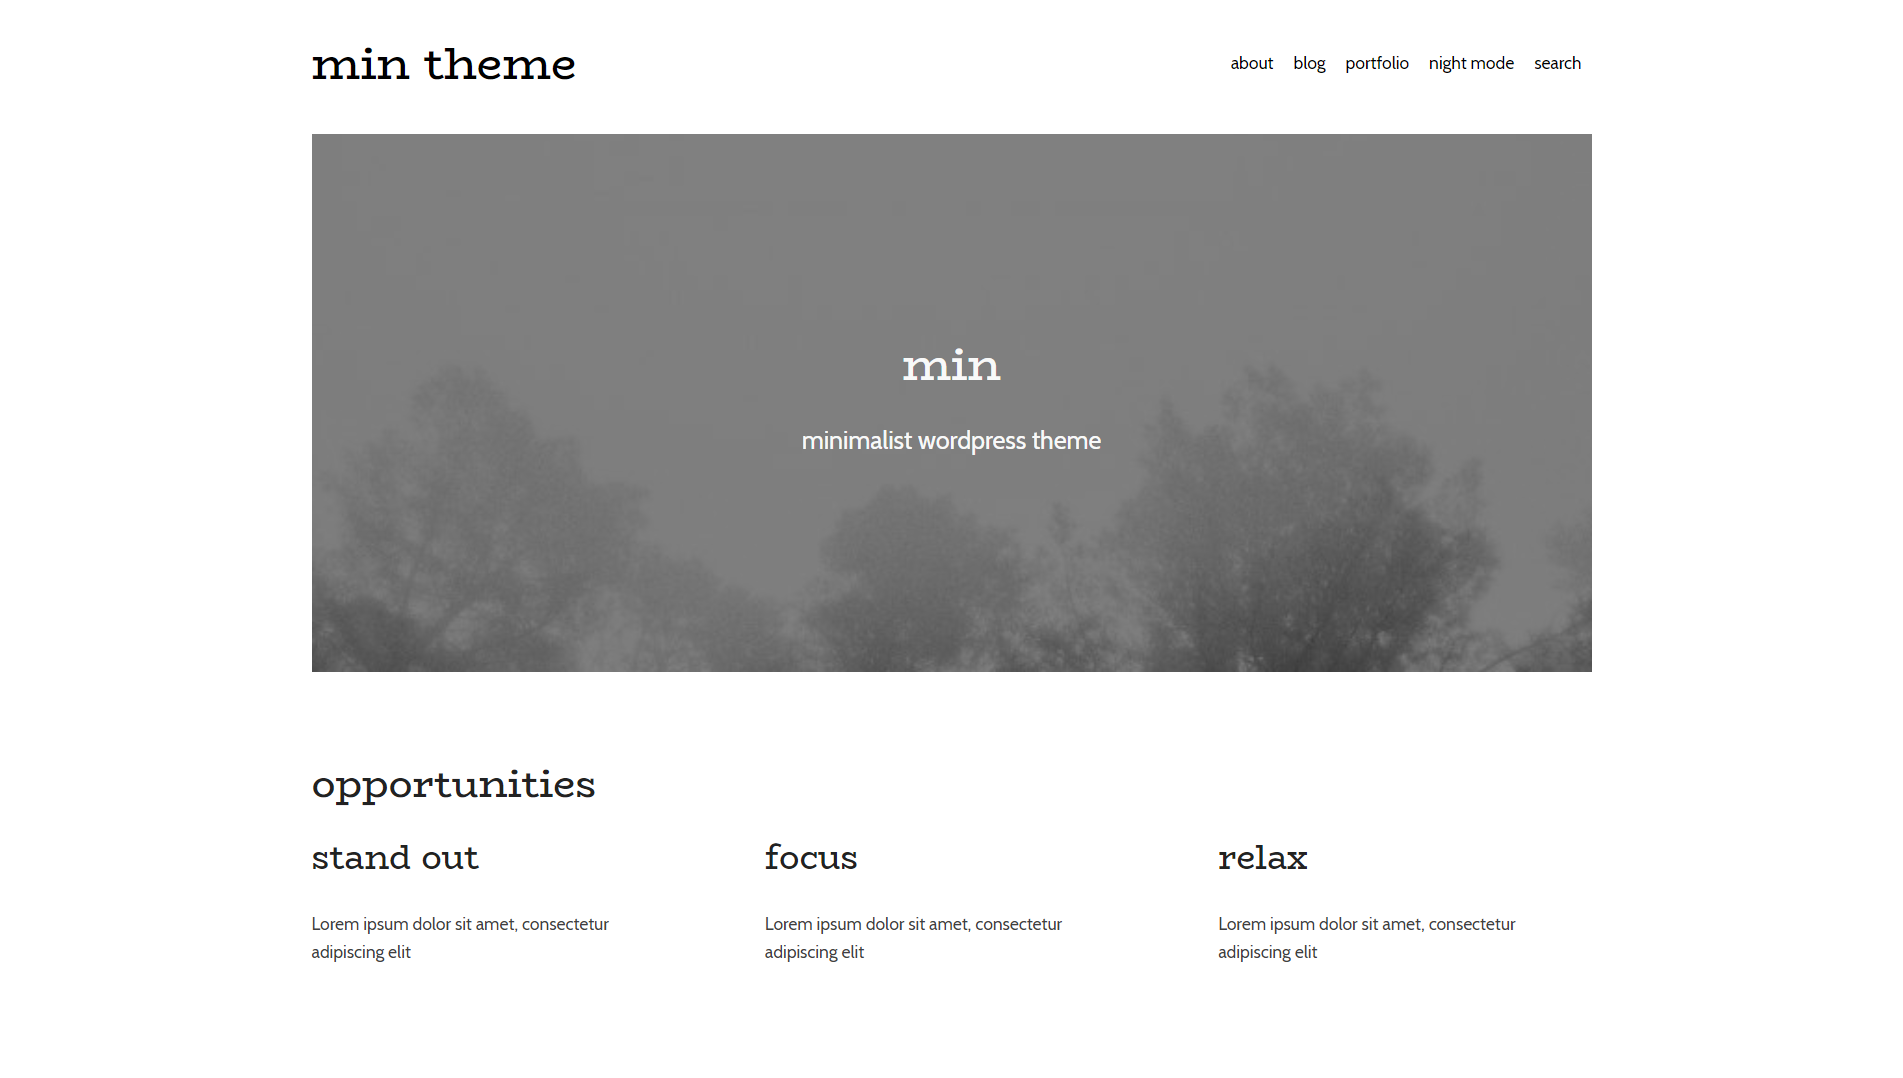 min theme
about blog portfolio night mode search
min
minimalist wordpress theme
opportunities
stand out
Lorem ipsum dolor sit amet, consectetur
adipiscing elit
focus
Lorem ipsum dolor sit amet, consectetur
adipiscing elit
relax
Lorem ipsum dolor sit amet, consectetur
adipiscing elit